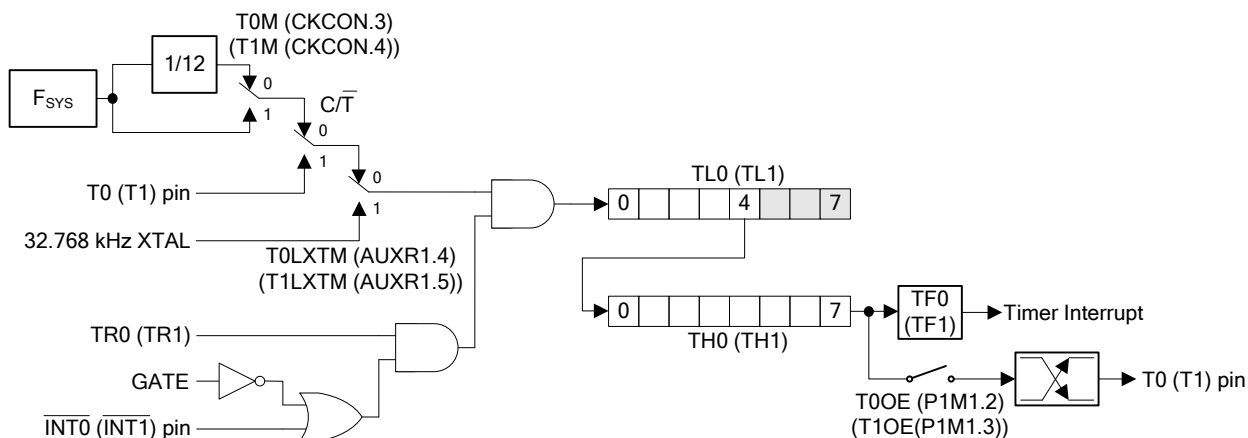 T0M (CKCON.3)
(T1M (CKCON.4))
1/12
FSYS
0
1
C/T̅
0
1
T0 (T1) pin
0
1
32.768 kHz XTAL
T0LXTM (AUXR1.4)
(T1LXTM (AUXR1.5))
TL0 (TL1)
0 4 7
0 7
TH0 (TH1)
TF0
(TF1)
Timer Interrupt
TR0 (TR1)
GATE
I̅N̅T̅0̅ (I̅N̅T̅1̅) pin
T0OE (P1M1.2)
(T1OE(P1M1.3))
T0 (T1) pin